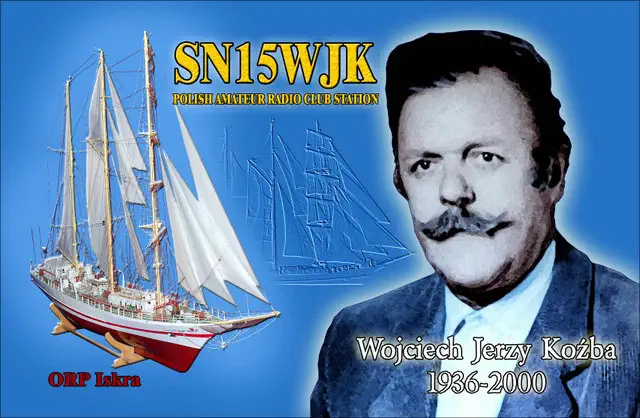 SN15WJK
POLISH AMATEUR RADIO CLUB STATION
ORP Iskra
Wojciech Jerzy Koźba
1936-2000